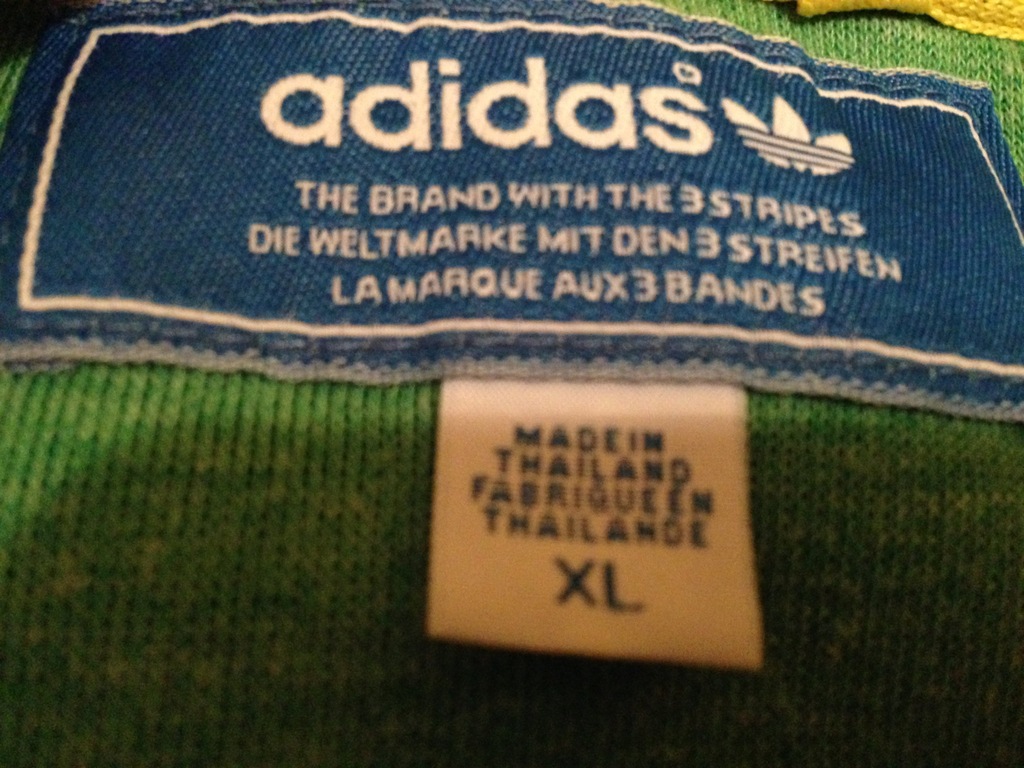 adidas
THE BRAND WITH THE 3 STRIPES
DIE WELTMARKE MIT DEN 3 STREIFEN
LA MARQUE AUX 3 BANDES
MADE IN
THAILAND
FABRIQUE EN
THAILANDE
XL